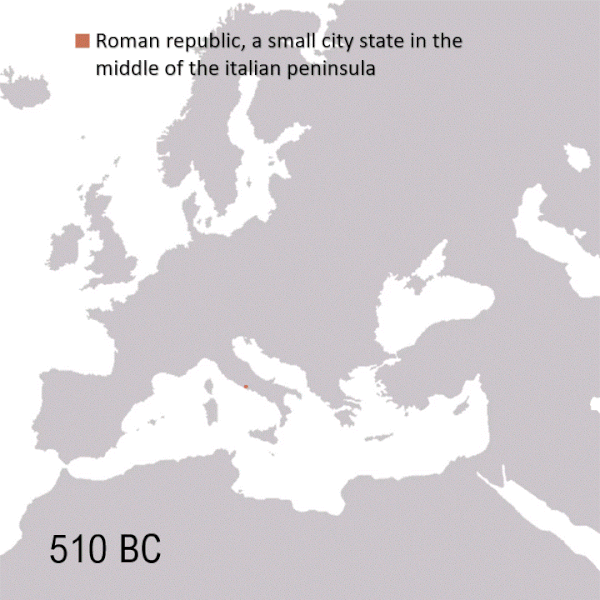 Roman republic, a small city state in the
middle of the italian peninsula
510 BC